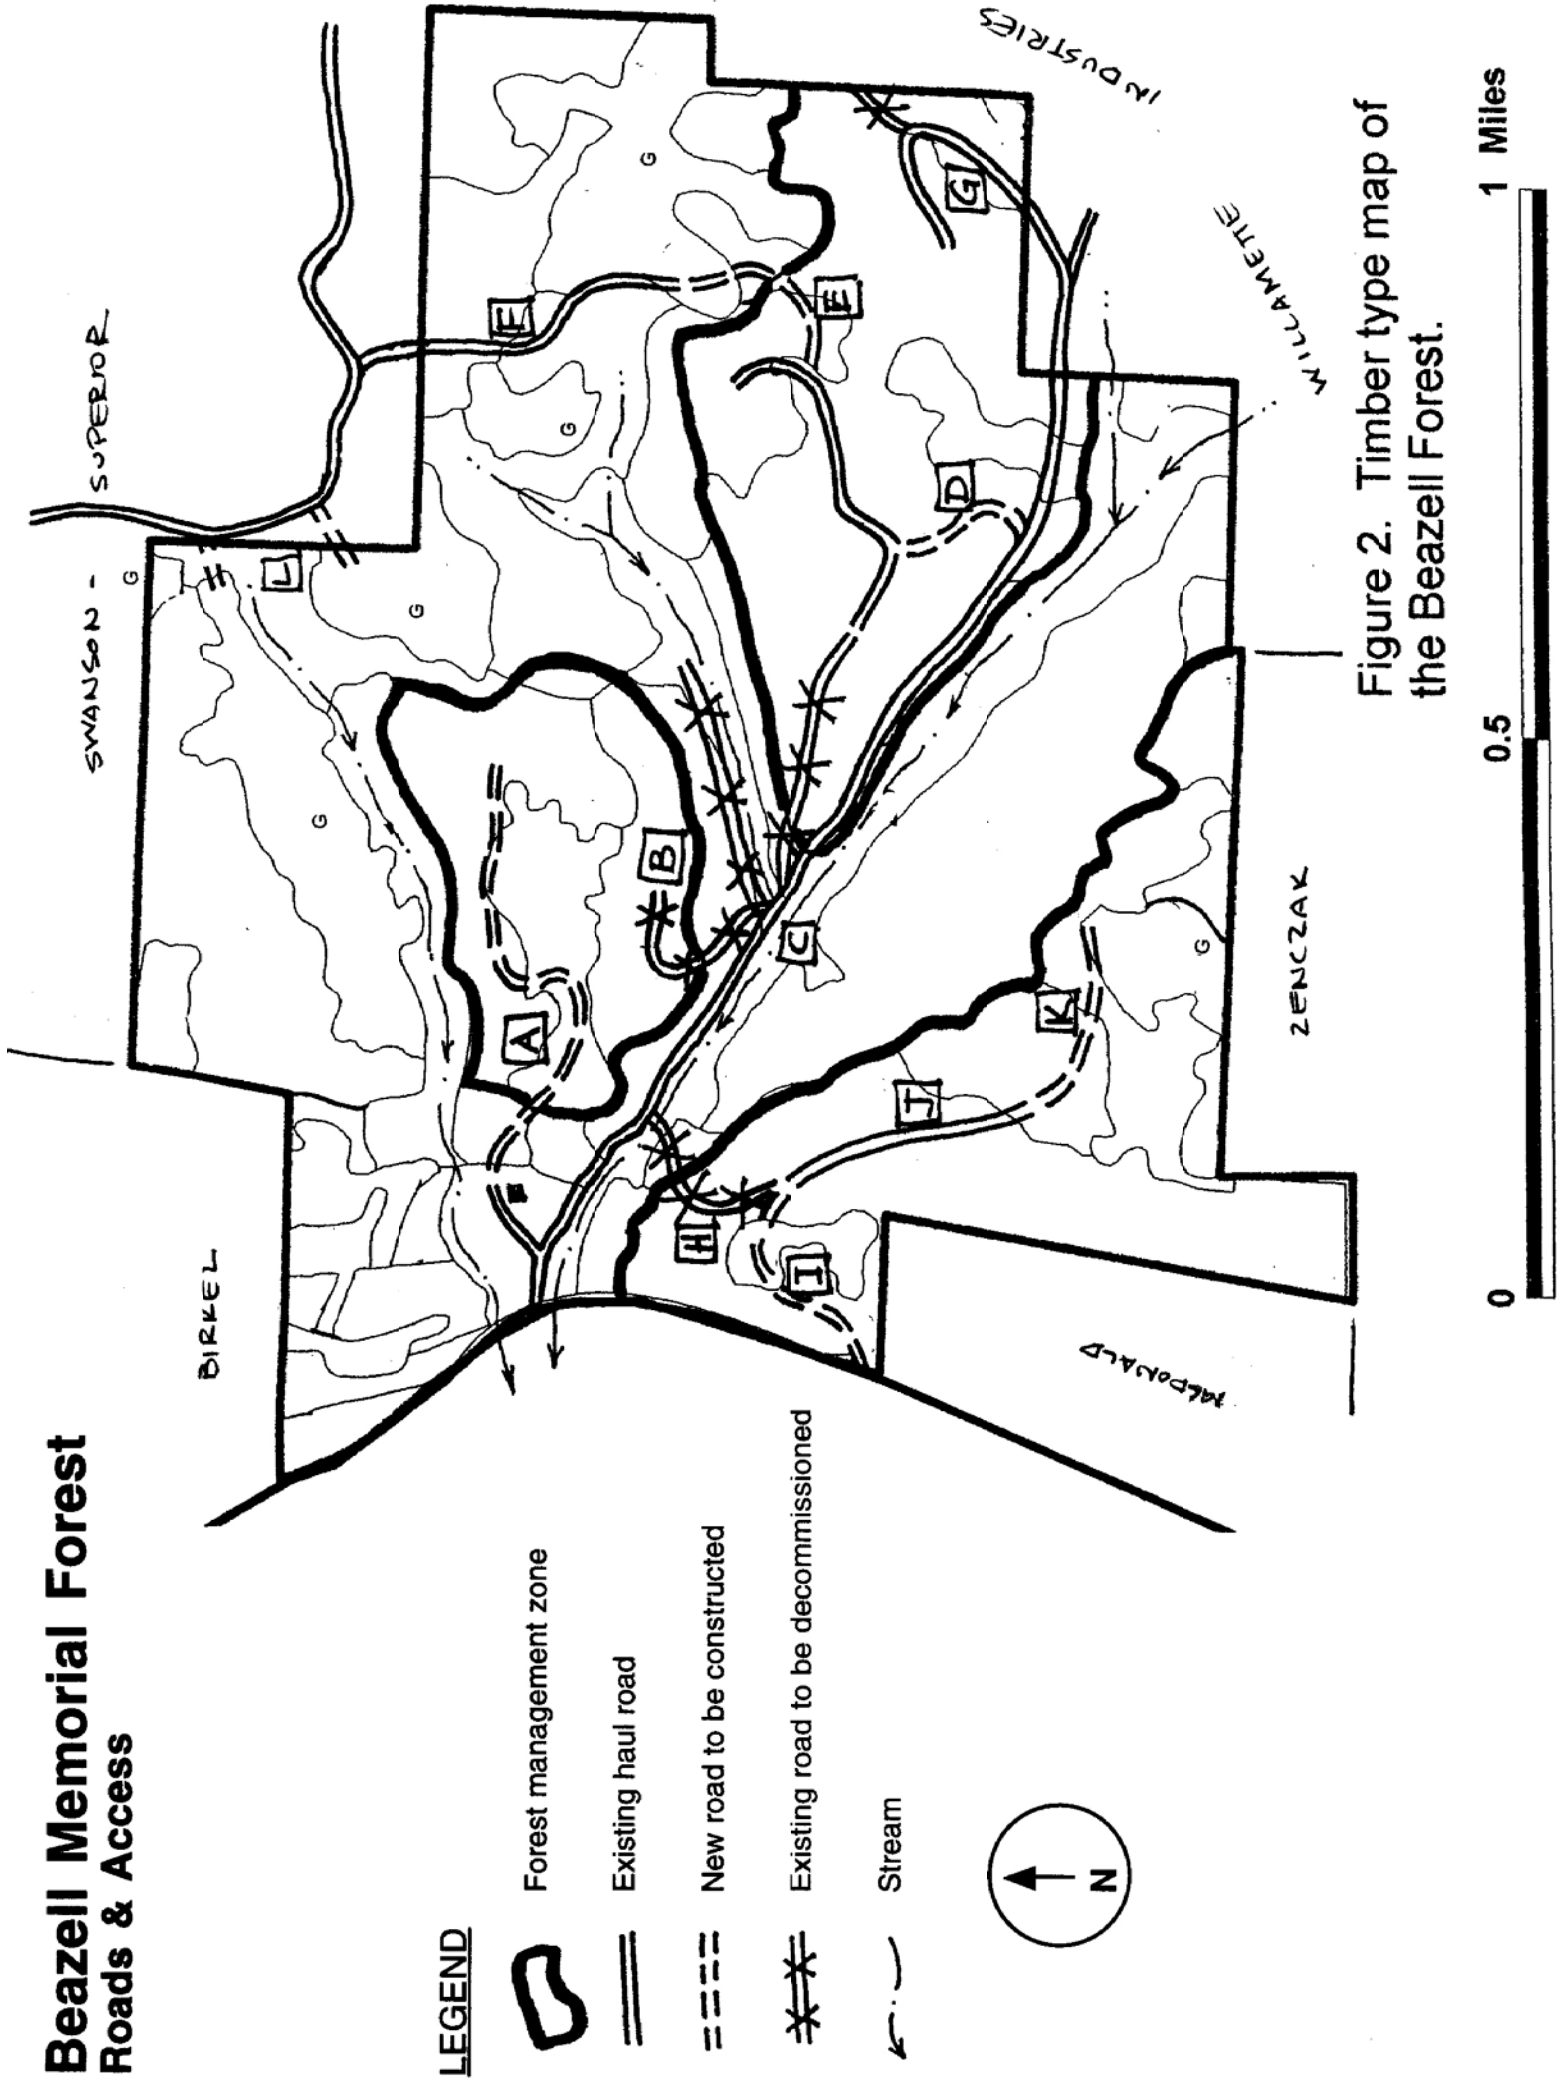 Beazell Memorial Forest
Roads & Access
LEGEND
Forest management zone
Existing haul road
New road to be constructed
Existing road to be decommissioned
Stream
N
BIRKEL
SWANSON -
SUPERIOR
INDUSTRIES
WILLAMETTE
ZENCZAK
MCDONALD
A
B
C
D
E
F
G
H
I
J
K
L
G
G
G
G
G
G
Figure 2. Timber type map of
the Beazell Forest.
0
0.5
1 Miles